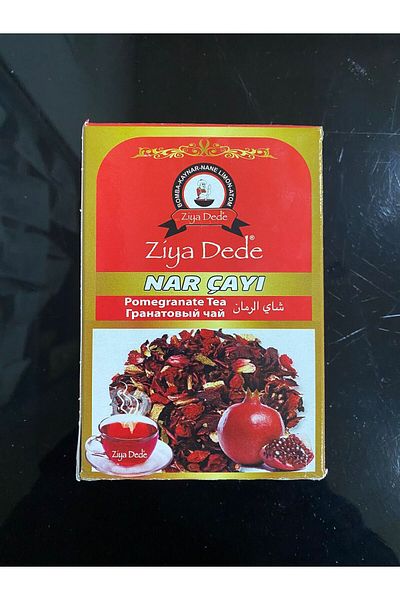 BOMBA-KAYNAR-NANE LİMON-ATOM
Ziya Dede
Ziya Dede®
NAR ÇAYI
Pomegranate Tea
Гранатовый чай
شاي الرمان
Ziya Dede